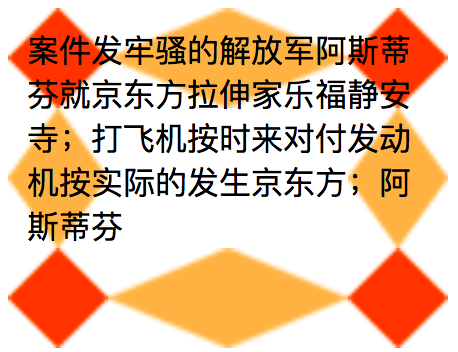 案件发牢骚的解放军阿斯蒂
芬就京东方拉伸家乐福静安
寺；打飞机按时来对付发动
机按实际的发生京东方；阿
斯蒂芬